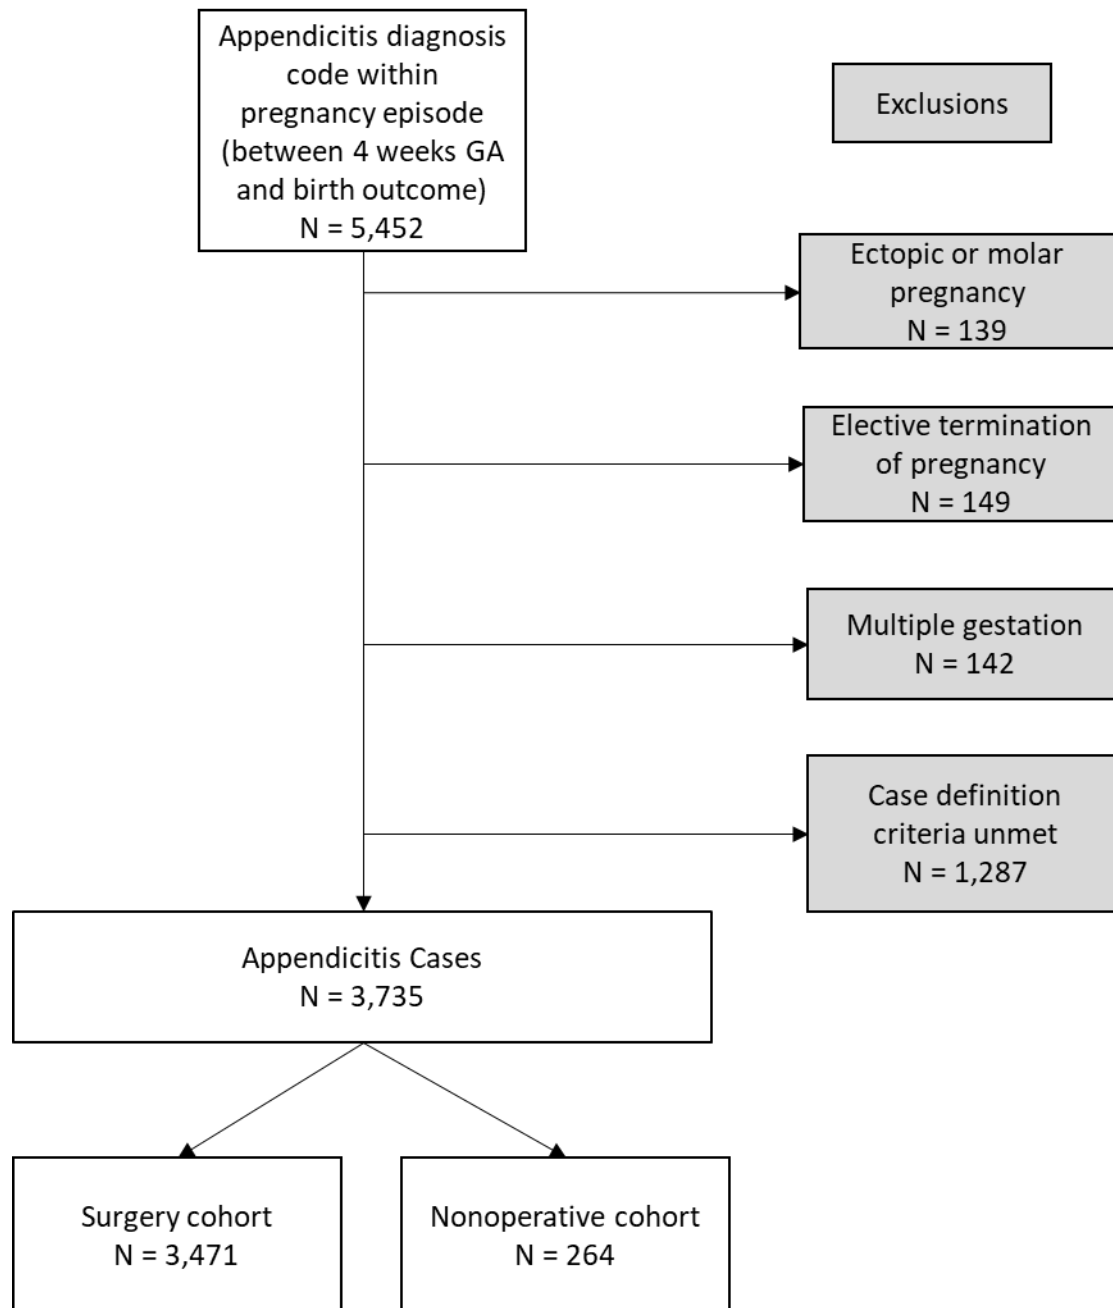 Appendicitis diagnosis
code within
pregnancy episode
(between 4 weeks GA
and birth outcome)
N = 5,452
Exclusions
Ectopic or molar
pregnancy
N = 139
Elective termination
of pregnancy
N = 149
Multiple gestation
N = 142
Case definition
criteria unmet
N = 1,287
Appendicitis Cases
N = 3,735
Surgery cohort
N = 3,471
Nonoperative cohort
N = 264